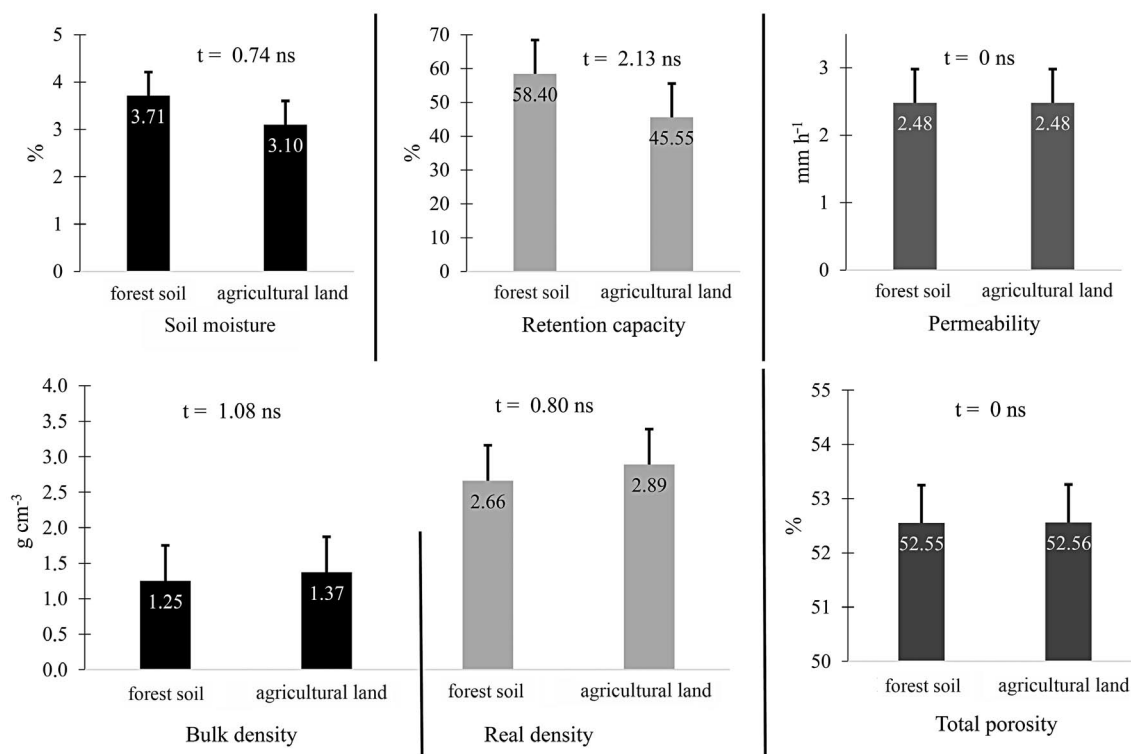 5
4
3
2
1
0
%
t = 0.74 ns
3.71
3.10
forest soil
agricultural land
Soil moisture
70
60
50
40
30
20
10
0
%
t = 2.13 ns
58.40
45.55
forest soil
agricultural land
Retention capacity
3
2
1
0
mm h⁻¹
t = 0 ns
2.48
2.48
forest soil
agricultural land
Permeability
4.0
3.5
3.0
2.5
2.0
1.5
1.0
0.5
0.0
g cm⁻³
t = 1.08 ns
1.25
1.37
forest soil
agricultural land
Bulk density
t = 0.80 ns
2.66
2.89
forest soil
agricultural land
Real density
55
54
53
52
51
50
%
t = 0 ns
52.55
52.56
forest soil
agricultural land
Total porosity